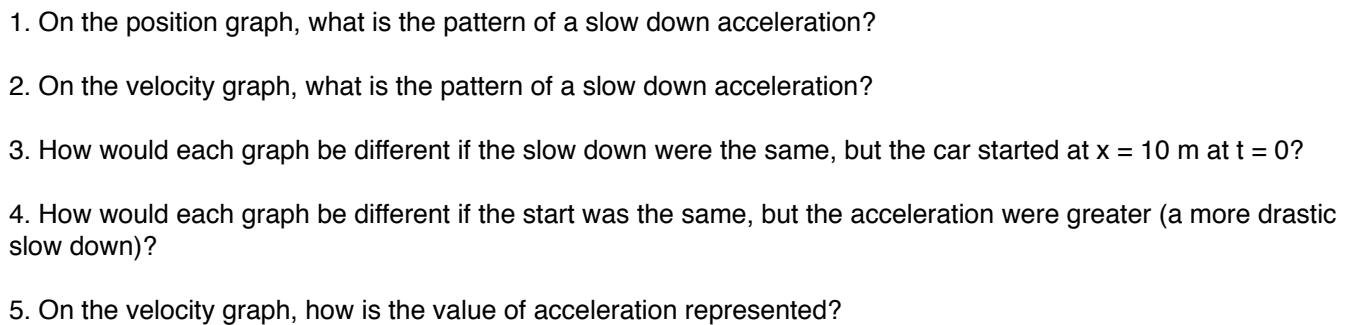 1. On the position graph, what is the pattern of a slow down acceleration?
2. On the velocity graph, what is the pattern of a slow down acceleration?
3. How would each graph be different if the slow down were the same, but the car started at x = 10 m at t = 0?
4. How would each graph be different if the start was the same, but the acceleration were greater (a more drastic
slow down)?
5. On the velocity graph, how is the value of acceleration represented?